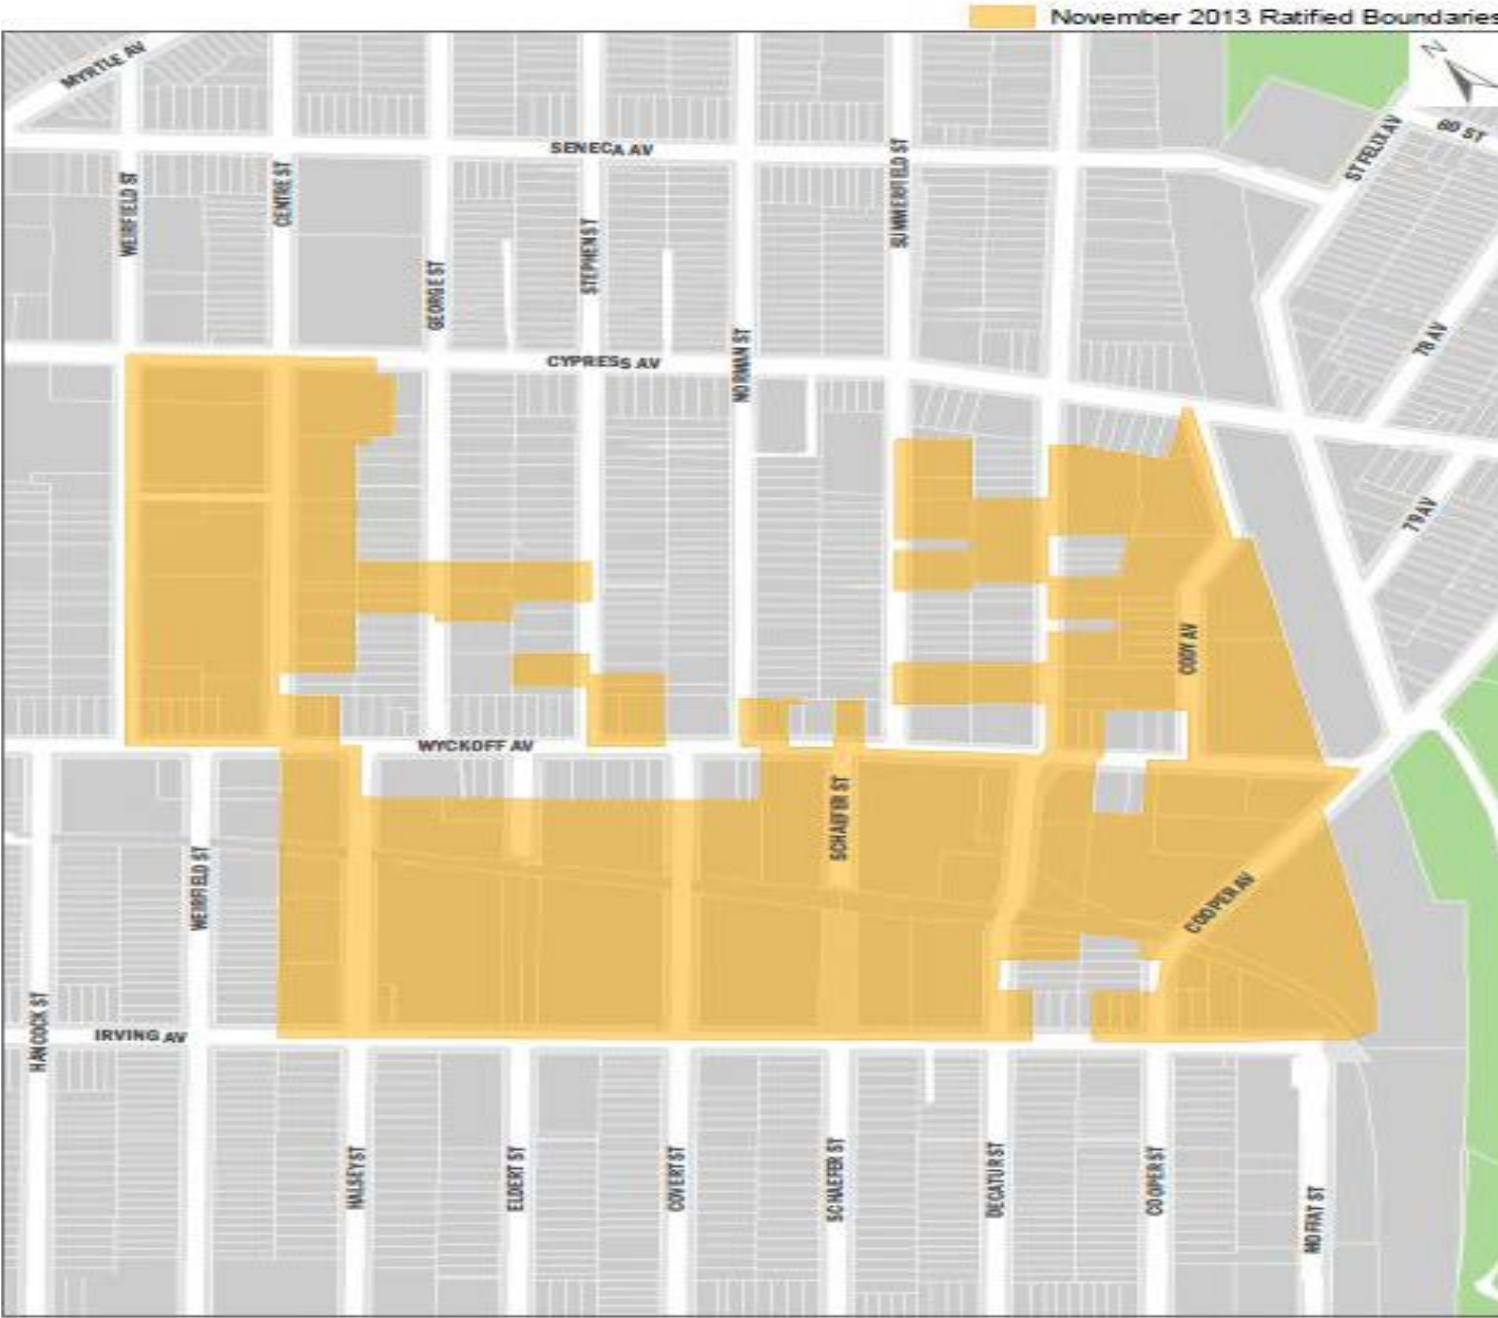 November 2013 Ratified Boundaries
N
MYRTLE AV
SENECA AV
ST FELIX AV
80 ST
WEIRFIELD ST
CENTRE ST
GEORGE ST
STEPHEN ST
NORMAN ST
SUMMERFIELD ST
CYPRESS AV
78 AV
79 AV
CODY AV
WYCKOFF AV
SCHAEFER ST
COOPER AV
WEIRFIELD ST
HANCOCK ST
IRVING AV
HALSEY ST
ELDERT ST
COVERT ST
SCHAEFER ST
DECATUR ST
COOPER ST
MOFFAT ST